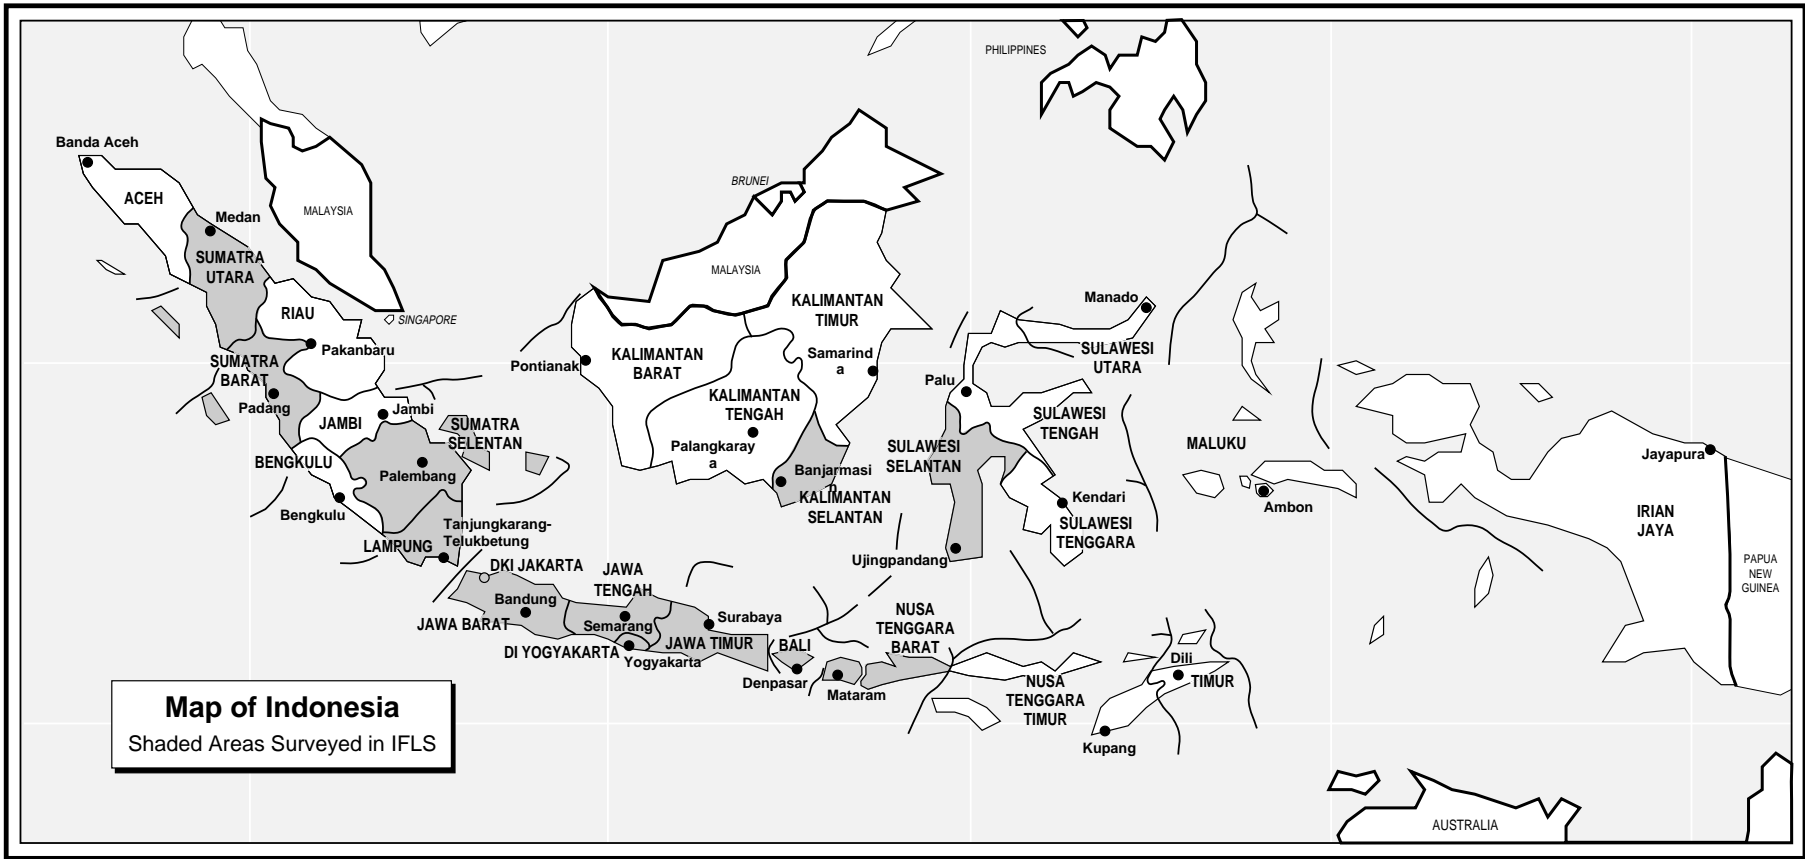 PHILIPPINES
Banda Aceh
ACEH
BRUNEI
MALAYSIA
Medan
SUMATRA
UTARA
MALAYSIA
KALIMANTAN
TIMUR
Manado
RIAU
SINGAPORE
Pakanbaru
SUMATRA
BARAT
Padang
Pontianak
KALIMANTAN
BARAT
Samarind
a
SULAWESI
UTARA
Palu
KALIMANTAN
TENGAH
Palangkaray
a
JAMBI
Jambi
SUMATRA
SELENTAN
BENGKULU
Palembang
Bengkulu
SULAWESI
TENGAH
SULAWESI
SELANTAN
MALUKU
Jayapura
Banjarmasi
n
KALIMANTAN
SELANTAN
Kendari
SULAWESI
TENGGARA
Ambon
IRIAN
JAYA
PAPUA
NEW
GUINEA
Tanjungkarang-
Telukbetung
LAMPUNG
Ujingpandang
DKI JAKARTA
JAWA
TENGAH
Bandung
JAWA BARAT
Semarang
Surabaya
DI YOGYAKARTA
Yogyakarta
JAWA TIMUR
BALI
Denpasar
NUSA
TENGGARA
BARAT
Mataram
NUSA
TENGGARA
TIMUR
Dili
TIMUR
Kupang
Map of Indonesia
Shaded Areas Surveyed in IFLS
AUSTRALIA